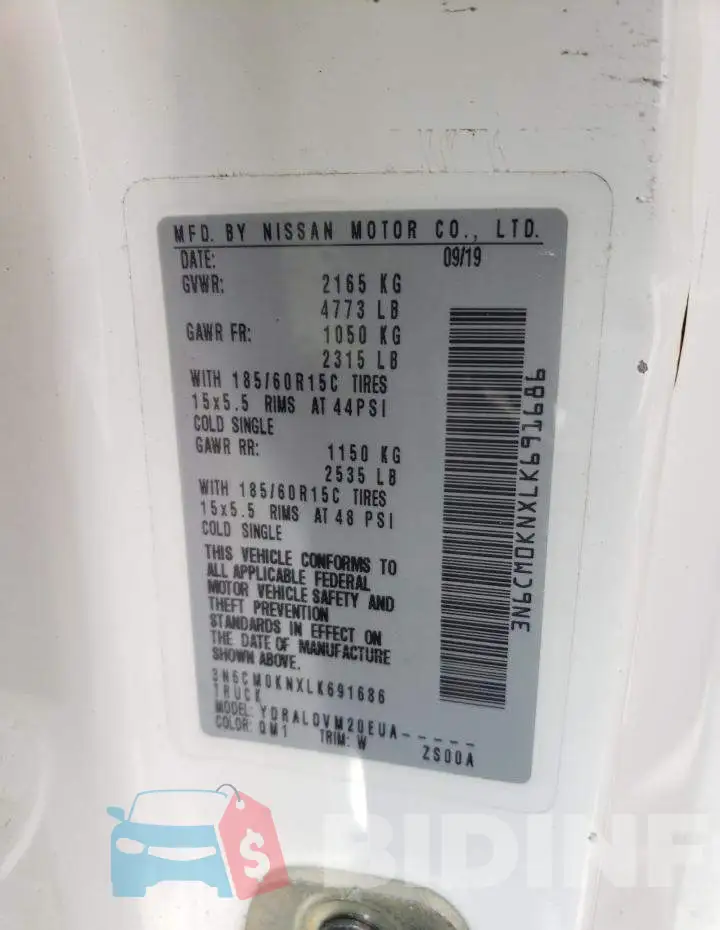 MFD. BY NISSAN MOTOR CO., LTD.
DATE: 09/19
GVWR: 2165 KG
4773 LB
GAWR FR: 1050 KG
2315 LB
WITH 185/60R15C TIRES
15x5.5 RIMS AT 44PSI
COLD SINGLE
GAWR RR: 1150 KG
2535 LB
WITH 185/60R15C TIRES
15x5.5 RIMS AT 48 PSI
COLD SINGLE
THIS VEHICLE CONFORMS TO
ALL APPLICABLE FEDERAL
MOTOR VEHICLE SAFETY AND
THEFT PREVENTION
STANDARDS IN EFFECT ON
THE DATE OF MANUFACTURE
SHOWN ABOVE.
3N6CM0KNXLK691686
TRUCK
MODEL: YDRALDVM20EUA-----
COLOR: QM1 TRIM: W ZS00A
3N6CM0KNXLK691686
$
BIDINF